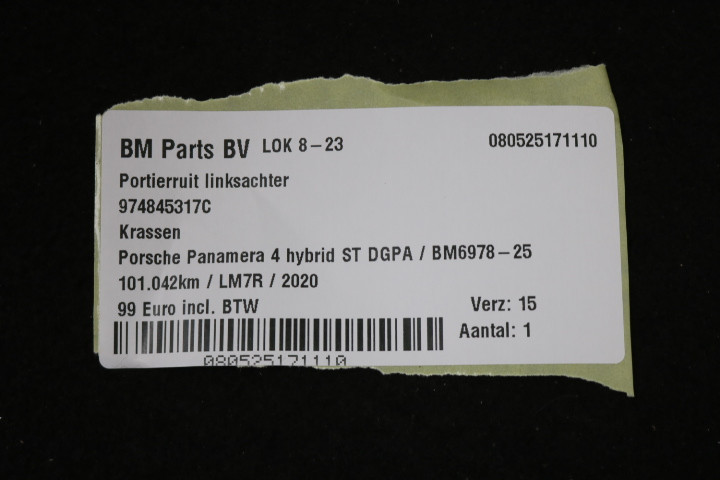 BM Parts BV LOK 8-23 080525171110
Portierruit linksachter
974845317C
Krassen
Porsche Panamera 4 hybrid ST DGPA / BM6978-25
101.042km / LM7R / 2020
99 Euro incl. BTW Verz: 15
Aantal: 1
080525171110